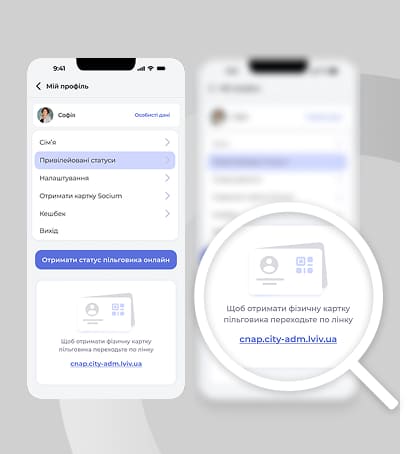 9:41
Мій профіль
Софія
Особисті дані
Сім'я
Привілейовані статуси
Налаштування
Отримати картку Socium
Кешбек
Вихід
Отримати статус пільговика онлайн
Щоб отримати фізичну картку
пільговика переходьте по лінку
cnap.city-adm.lviv.ua
Щоб отримати фізичну картку
пільговика переходьте по лінку
cnap.city-adm.lviv.ua